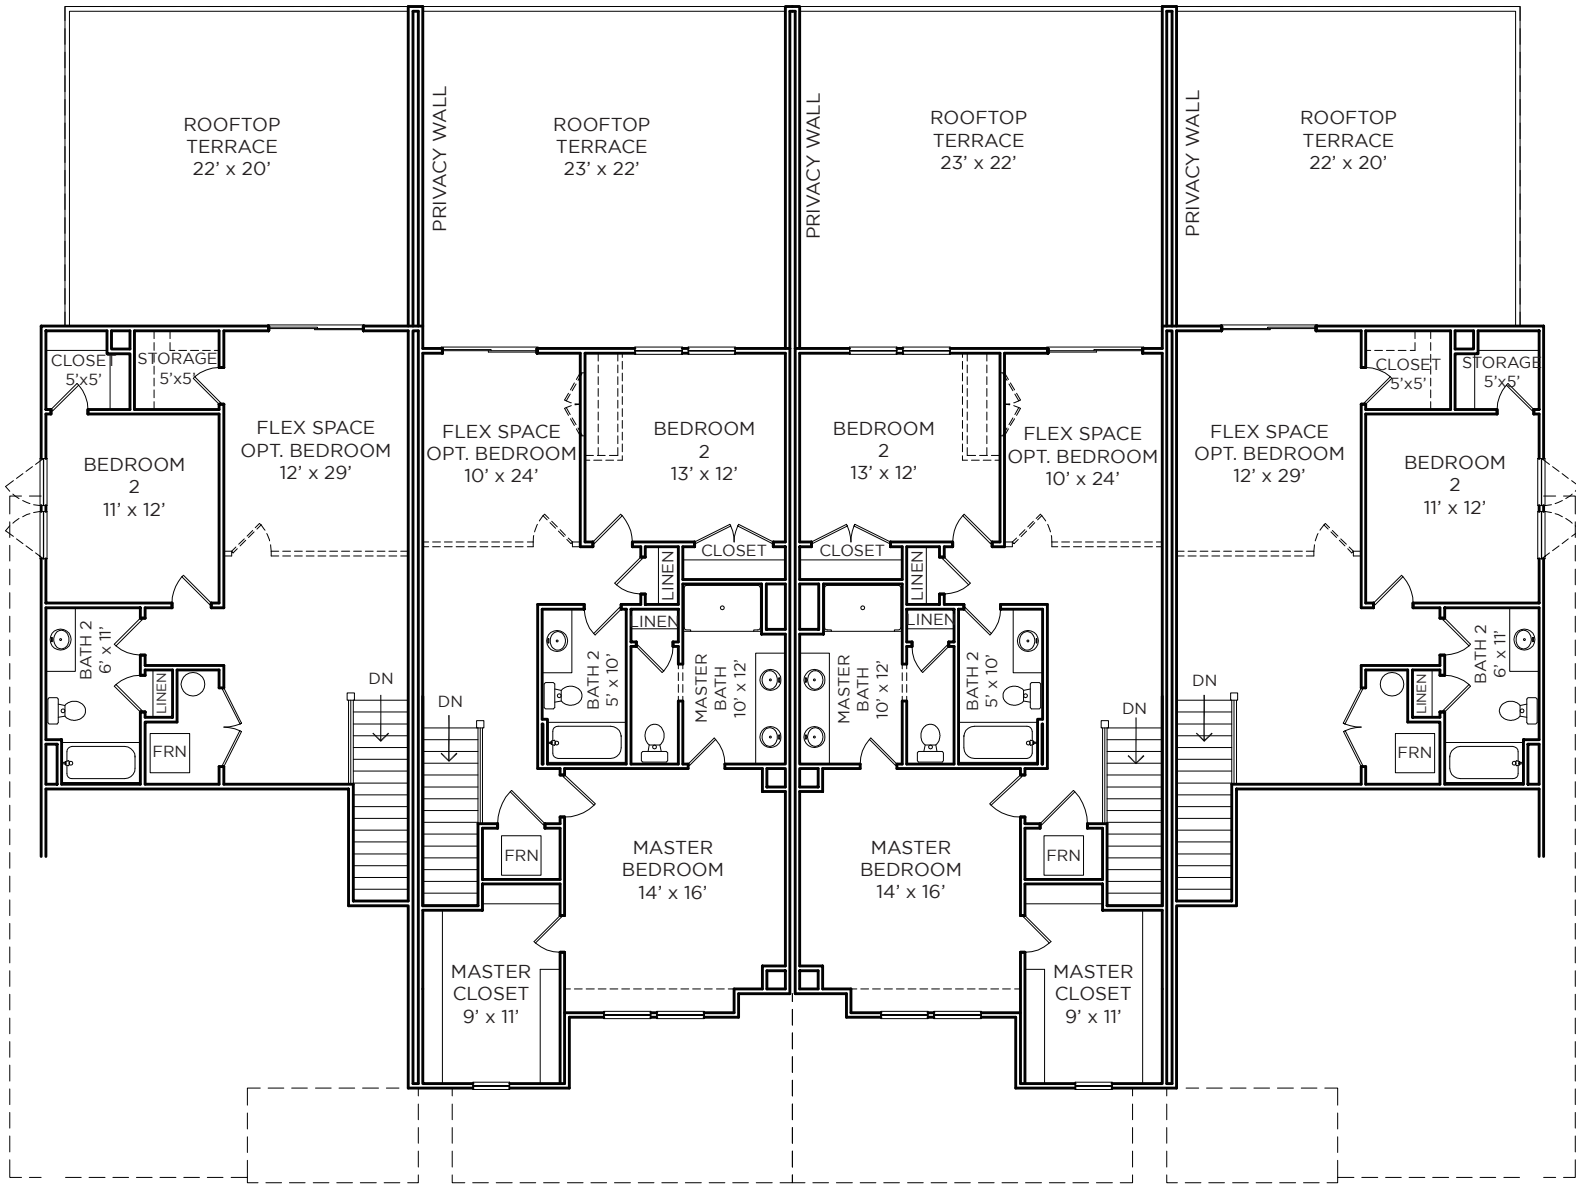 ROOFTOP
TERRACE
22' x 20'
PRIVACY WALL
ROOFTOP
TERRACE
23' x 22'
PRIVACY WALL
ROOFTOP
TERRACE
23' x 22'
PRIVACY WALL
ROOFTOP
TERRACE
22' x 20'
CLOSET
5'x5'
STORAGE
5'x5'
FLEX SPACE
OPT. BEDROOM
12' x 29'
BEDROOM
2
11' x 12'
BATH 2
6' x 11'
LINEN
FRN
DN
FLEX SPACE
OPT. BEDROOM
10' x 24'
BEDROOM
2
13' x 12'
CLOSET
LINEN
LINEN
BATH 2
5' x 10'
MASTER
BATH
10' x 12'
DN
FRN
MASTER
BEDROOM
14' x 16'
MASTER
CLOSET
9' x 11'
BEDROOM
2
13' x 12'
FLEX SPACE
OPT. BEDROOM
10' x 24'
CLOSET
LINEN
LINEN
MASTER
BATH
10' x 12'
BATH 2
5' x 10'
DN
FRN
MASTER
BEDROOM
14' x 16'
MASTER
CLOSET
9' x 11'
CLOSET
5'x5'
STORAGE
5'x5'
FLEX SPACE
OPT. BEDROOM
12' x 29'
BEDROOM
2
11' x 12'
BATH 2
6' x 11'
LINEN
FRN
DN